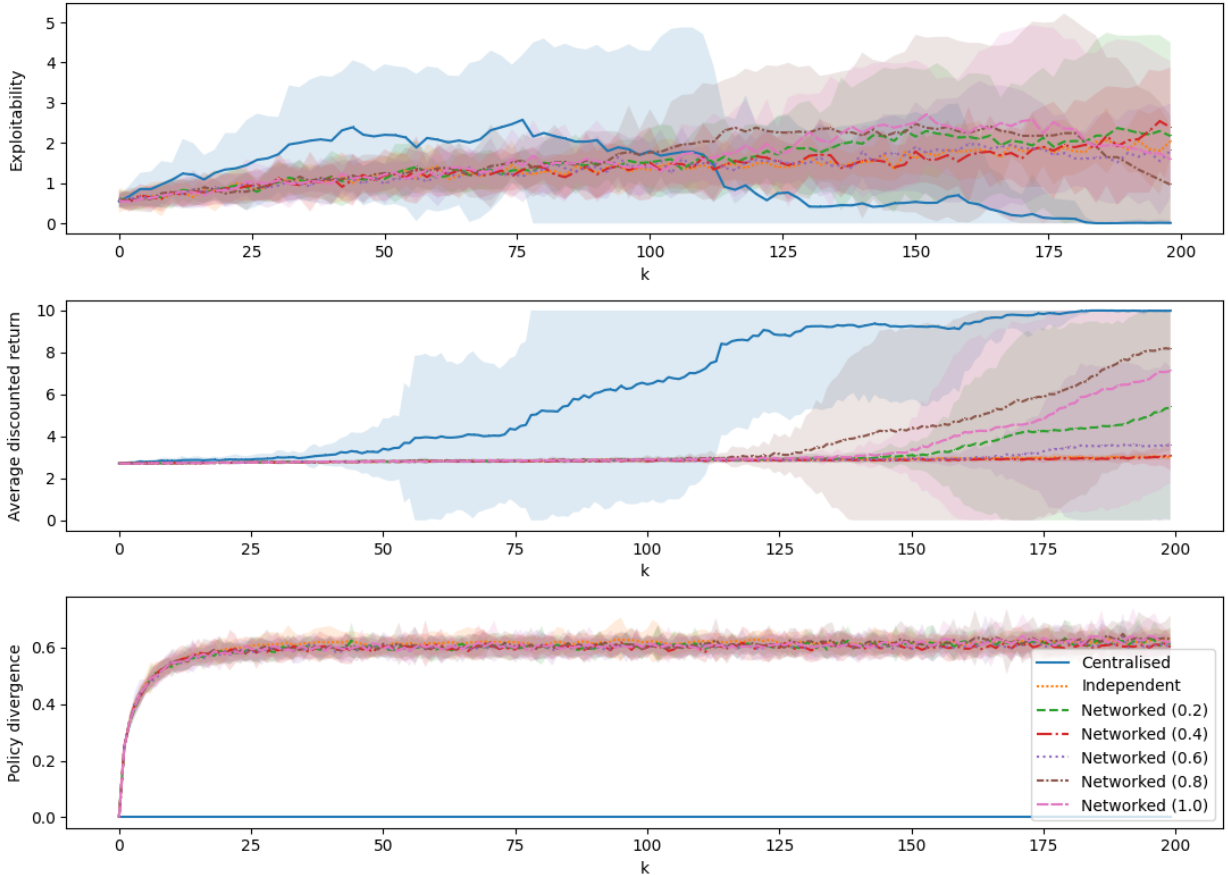 5
4
3
2
1
0
Exploitability
0 25 50 75 100 125 150 175 200
k
10
8
6
4
2
0
Average discounted return
0 25 50 75 100 125 150 175 200
k
0.6
0.4
0.2
0.0
Policy divergence
Centralised
Independent
Networked (0.2)
Networked (0.4)
Networked (0.6)
Networked (0.8)
Networked (1.0)
0 25 50 75 100 125 150 175 200
k